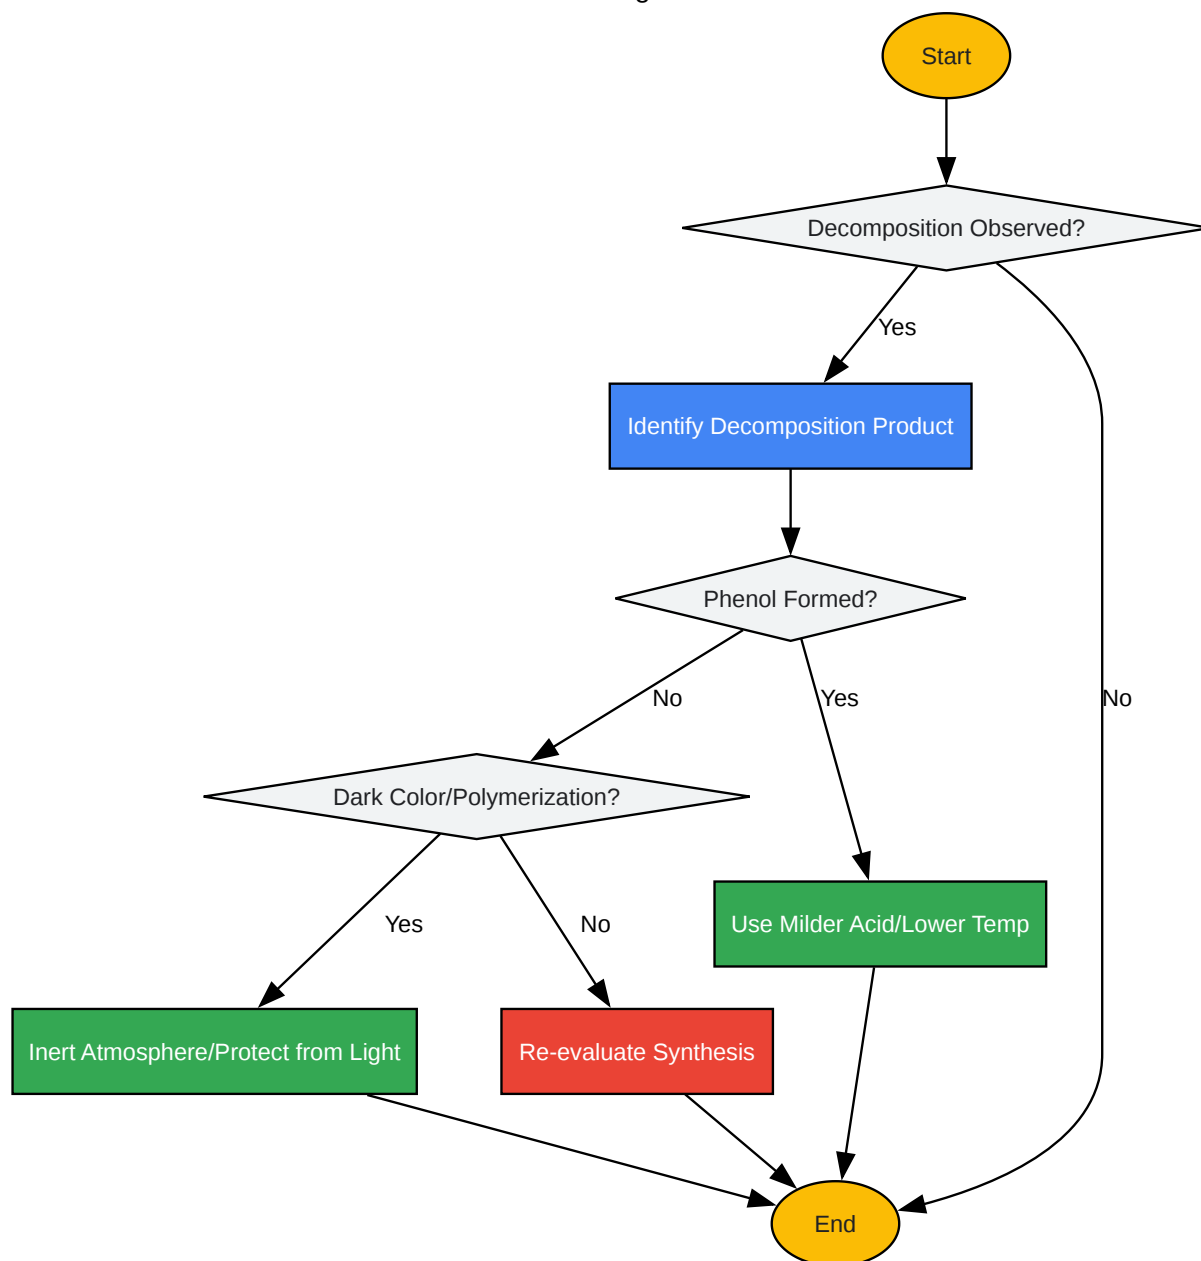 Start
Decomposition Observed?
Yes
Identify Decomposition Product
Phenol Formed?
No
Yes
No
Dark Color/Polymerization?
Yes
No
Use Milder Acid/Lower Temp
Inert Atmosphere/Protect from Light
Re-evaluate Synthesis
End